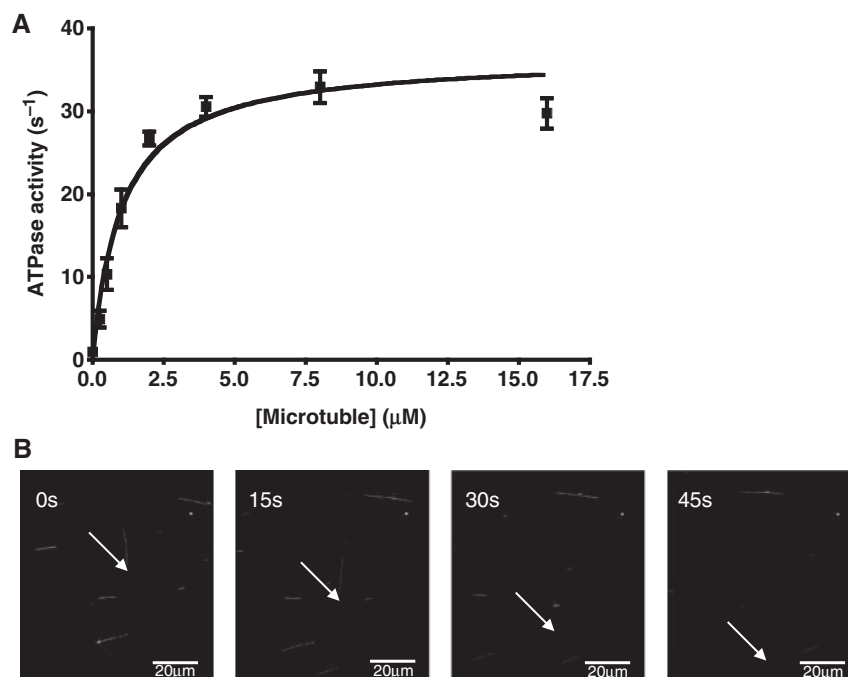 A
ATPase activity (s⁻¹)
40
30
20
10
0
0.0 2.5 5.0 7.5 10.0 12.5 15.0 17.5
[Microtuble] (μM)
B
0s 15s 30s 45s
20μm 20μm 20μm 20μm